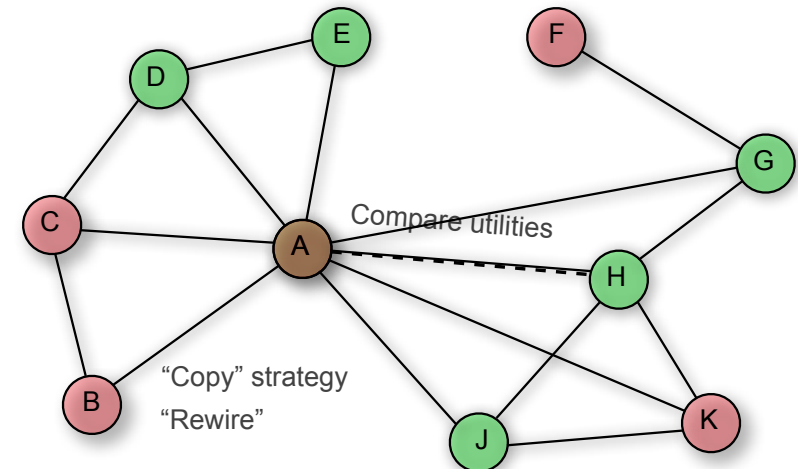 E
F
D
G
C
Compare utilities
A
H
“Copy” strategy
B
“Rewire”
K
J